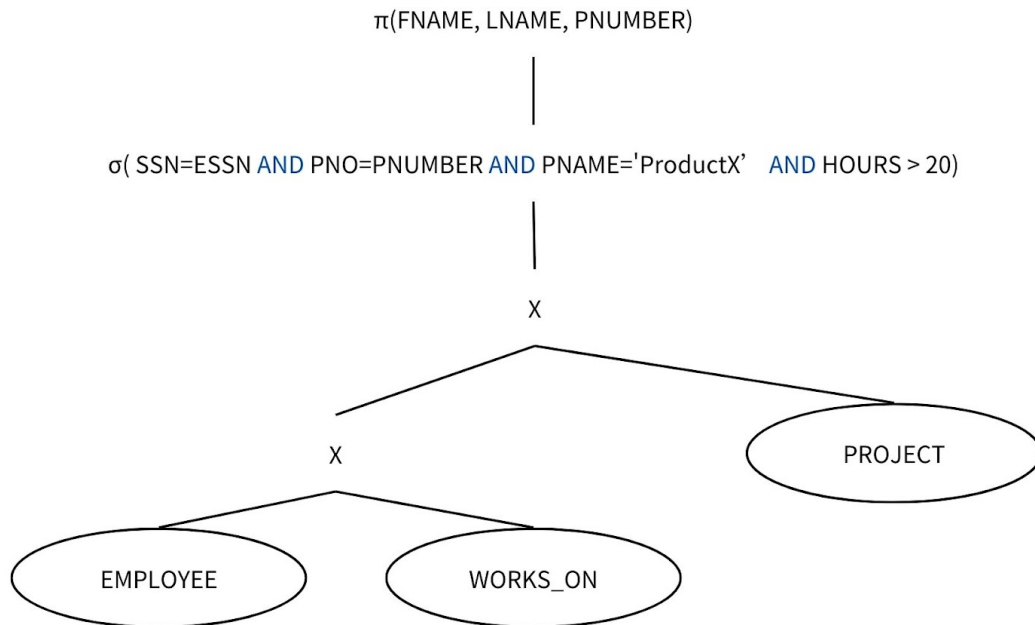 π(FNAME, LNAME, PNUMBER)
σ( SSN=ESSN AND PNO=PNUMBER AND PNAME='ProductX’ AND HOURS > 20)
X
X
PROJECT
EMPLOYEE
WORKS_ON